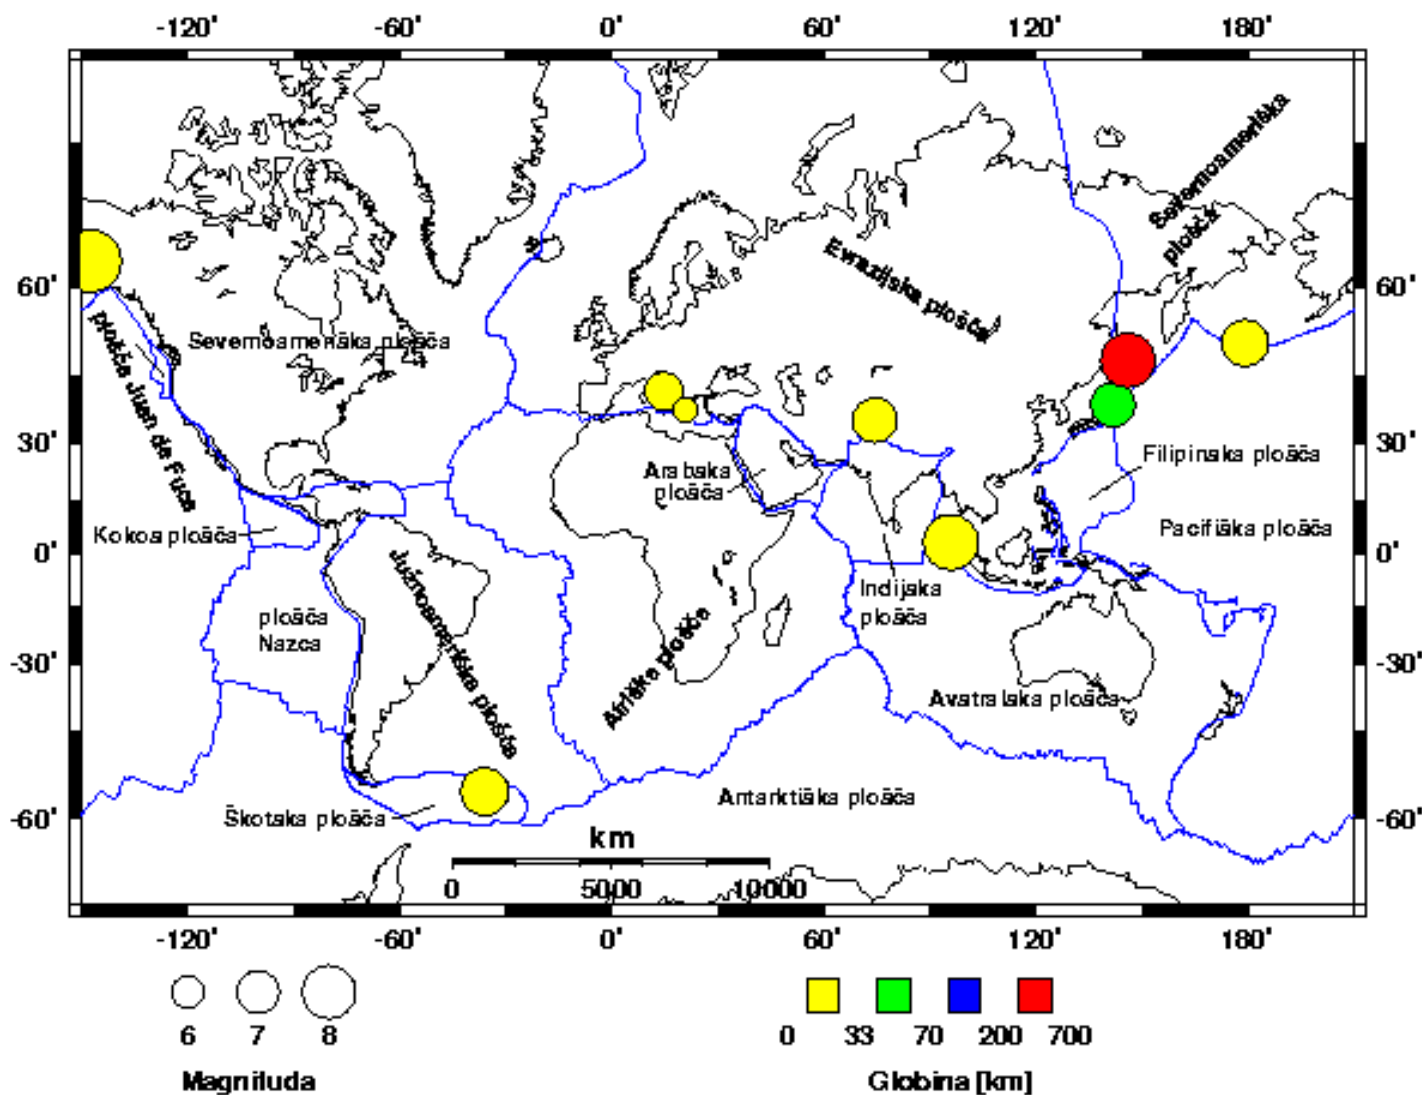 -120' -60' 0' 60' 120' 180'
Severnoameriška
plošča
Evrazijska plošča
60' 60'
plošča Juan de Fuca
Severnoameriška plošča
30' 30'
Filipinska plošča
Arabska
plošča
Kokos plošča
Pacifiška plošča
0' 0'
Južnoameriška plošča
Indijska
plošča
plošča
Nazca
Afriška plošča
-30' -30'
Avstralska plošča
Antarktiška plošča
Škotska plošča
-60' -60'
km
0 5000 10000
-120' -60' 0' 60' 120' 180'
6 7 8
0 33 70 200 700
Magnituda
Globina [km]